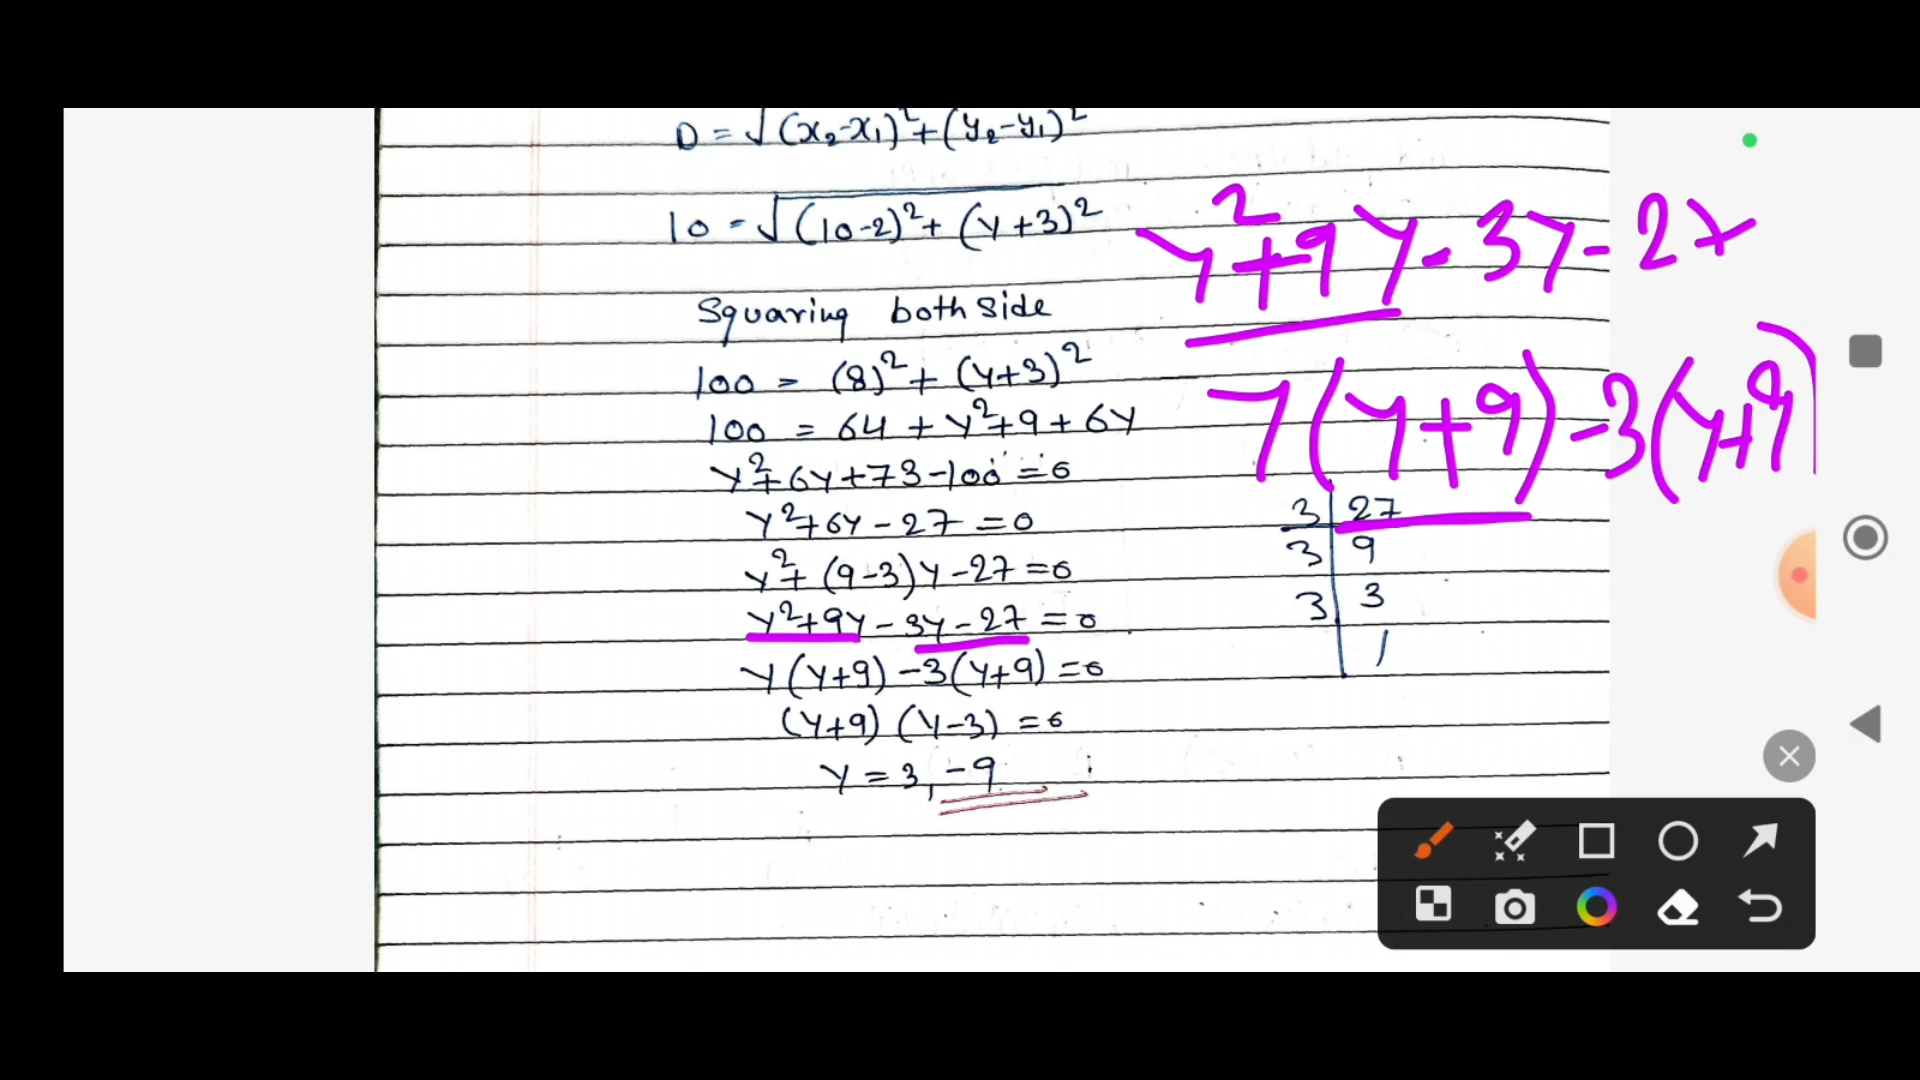 D = √(x₂-x₁)²+(y₂-y₁)²
10 = √(10-2)²+(y+3)²
Squaring both side
100 = (8)²+(y+3)²
100 = 64+y²+9+6y
y²+6y+73-100=0
y²+6y-27=0
y²+(9-3)y-27=0
y²+9y-3y-27=0
y(y+9)-3(y+9)=0
(y+9)(y-3)=0
y=3,-9
y²+9y-3y-27
y(y+9)-3(y+9)
3 27
3 9
3 3
1